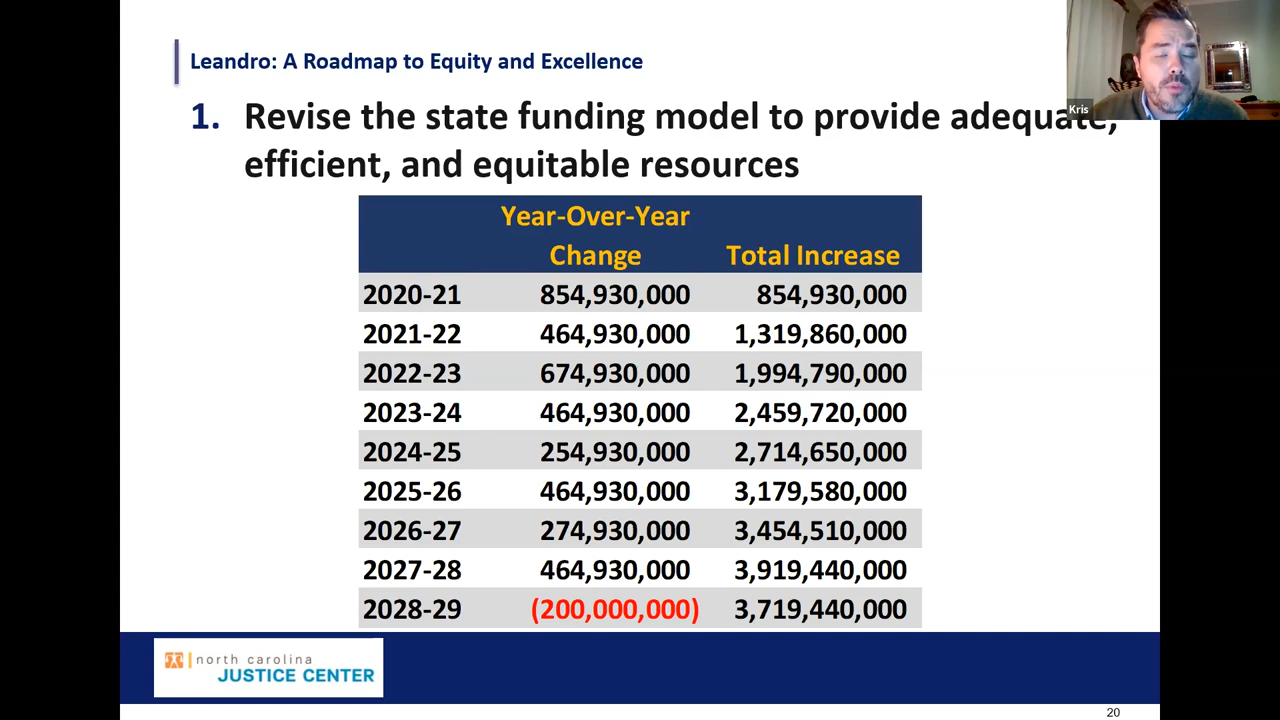 Leandro: A Roadmap to Equity and Excellence
1. Revise the state funding model to provide adequate,
efficient, and equitable resources
Year-Over-Year
Change Total Increase
2020-21 854,930,000 854,930,000
2021-22 464,930,000 1,319,860,000
2022-23 674,930,000 1,994,790,000
2023-24 464,930,000 2,459,720,000
2024-25 254,930,000 2,714,650,000
2025-26 464,930,000 3,179,580,000
2026-27 274,930,000 3,454,510,000
2027-28 464,930,000 3,919,440,000
2028-29 (200,000,000) 3,719,440,000
north carolina
JUSTICE CENTER
20
Kris